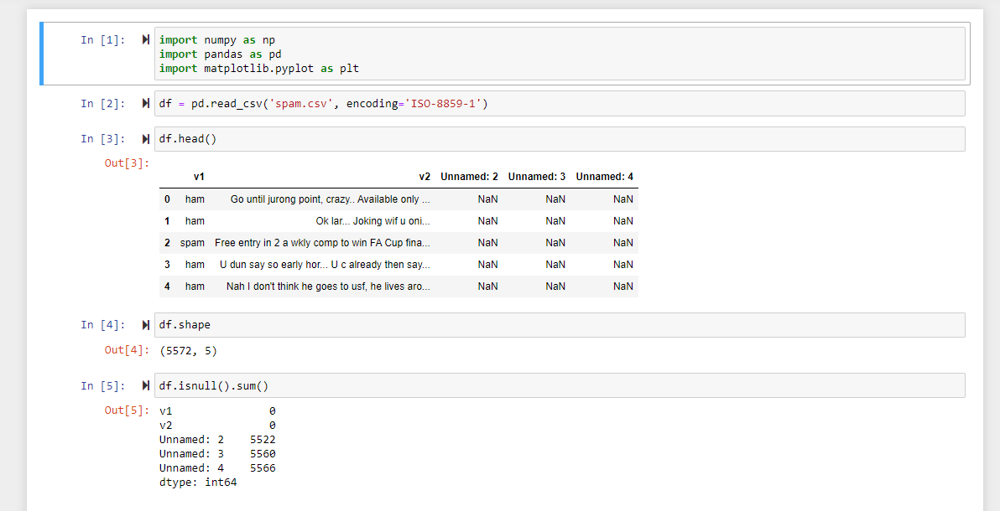 In [1]: import numpy as np
import pandas as pd
import matplotlib.pyplot as plt
In [2]: df = pd.read_csv('spam.csv', encoding='ISO-8859-1')
In [3]: df.head()
Out[3]:
v1 v2 Unnamed: 2 Unnamed: 3 Unnamed: 4
0 ham Go until jurong point, crazy.. Available only ... NaN NaN NaN
1 ham Ok lar... Joking wif u oni... NaN NaN NaN
2 spam Free entry in 2 a wkly comp to win FA Cup fina... NaN NaN NaN
3 ham U dun say so early hor... U c already then say... NaN NaN NaN
4 ham Nah I don't think he goes to usf, he lives aro... NaN NaN NaN
In [4]: df.shape
Out[4]: (5572, 5)
In [5]: df.isnull().sum()
Out[5]: v1 0
v2 0
Unnamed: 2 5522
Unnamed: 3 5560
Unnamed: 4 5566
dtype: int64